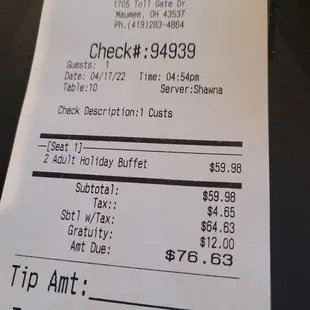 1705 Toll Gate Dr
Maumee, OH 43537
Ph.(419)283-4864
Check#:94939
Guests: 1
Date: 04/17/22 Time: 04:54pm
Table:10 Server:Shawna
Check Description:1 Custs
[Seat 1]
2 Adult Holiday Buffet $59.98
Subtotal: $59.98
Tax:: $4.65
Sbtl w/Tax: $64.63
Gratuity: $12.00
Amt Due: $76.63
Tip Amt: